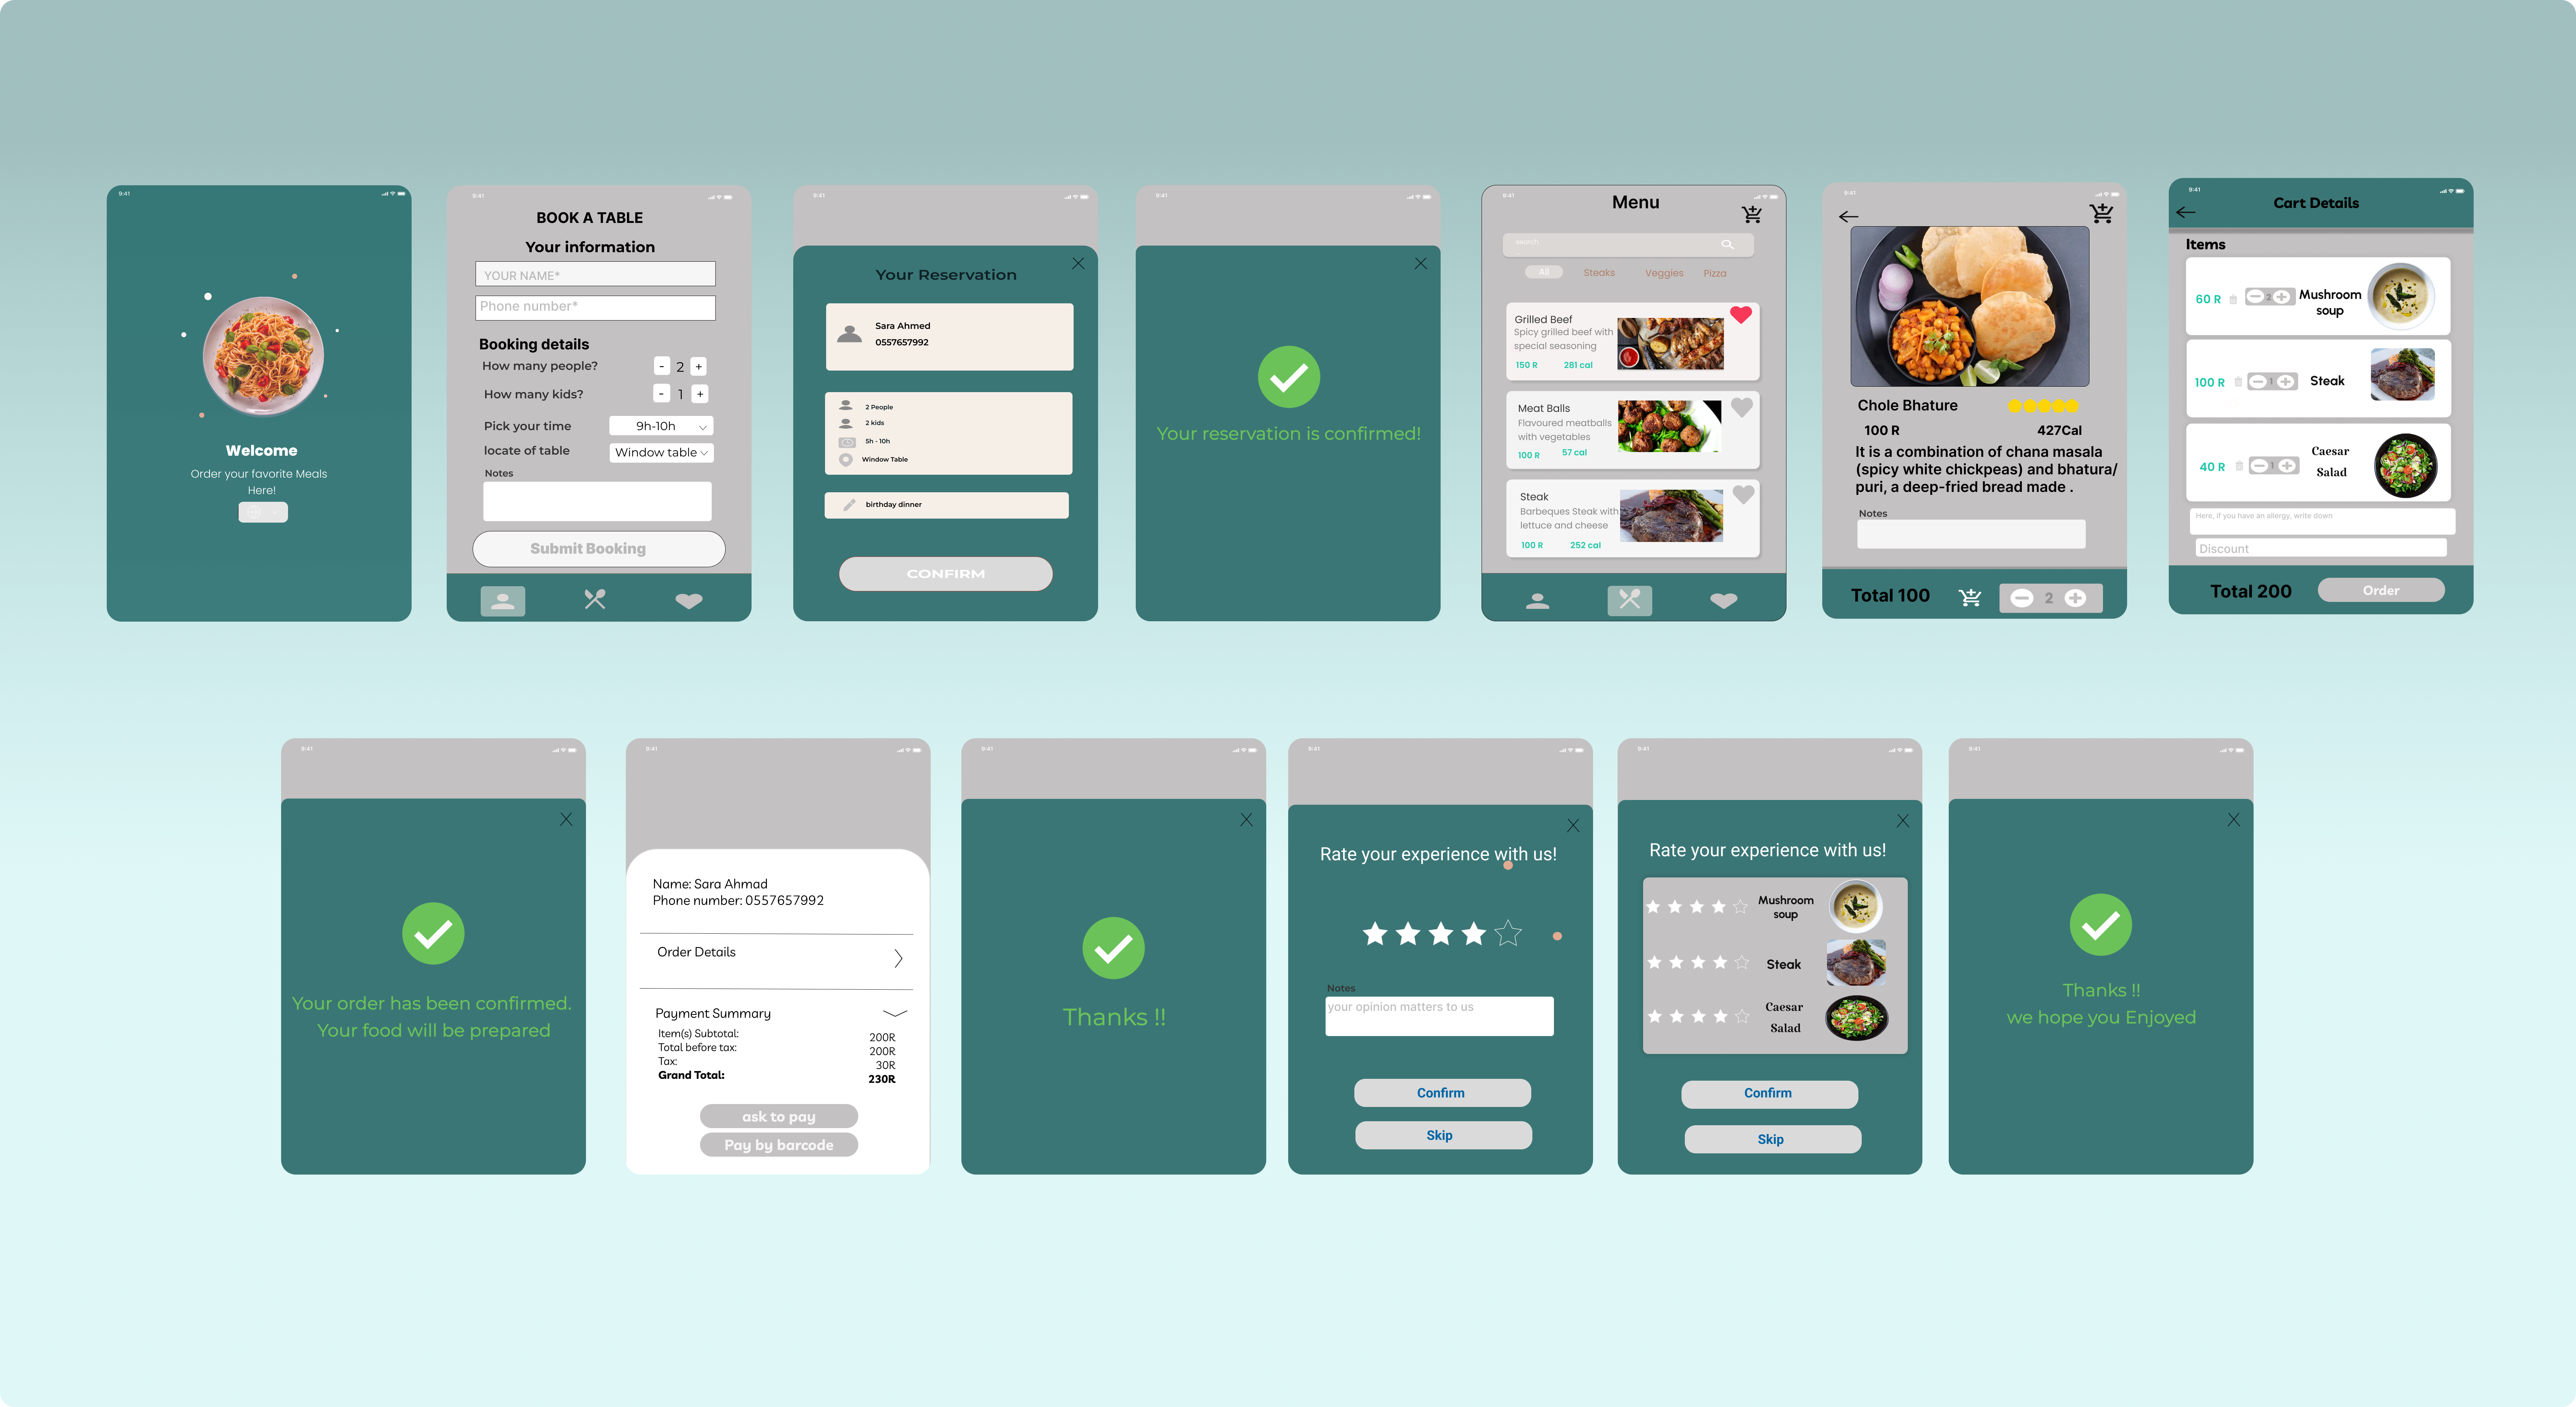 9:41
Welcome
Order your favorite Meals
Here!
9:41
BOOK A TABLE
Your information
YOUR NAME*
Phone number*
Booking details
How many people?
- 2 +
How many kids?
- 1 +
Pick your time
9h-10h
locate of table
Window table
Notes
Submit Booking
9:41
Your Reservation
Sara Ahmed
0557657992
2 People
2 kids
5h - 10h
Window Table
birthday dinner
CONFIRM
9:41
Your reservation is confirmed!
9:41
Menu
search
All Steaks Veggies Pizza
Grilled Beef
Spicy grilled beef with
special seasoning
150 R 281 cal
Meat Balls
Flavoured meatballs
with vegetables
100 R 57 cal
Steak
Barbeques Steak with
lettuce and cheese
100 R 252 cal
9:41
Chole Bhature
100 R 427Cal
It is a combination of chana masala
(spicy white chickpeas) and bhatura/
puri, a deep-fried bread made .
Notes
Total 100
2
9:41
Cart Details
Items
60 R 2 Mushroom
soup
100 R 1 Steak
40 R 1 Caesar
Salad
Here, if you have an allergy, write down
Discount
Total 200 Order
9:41
Your order has been confirmed.
Your food will be prepared
9:41
Name: Sara Ahmad
Phone number: 0557657992
Order Details
Payment Summary
Item(s) Subtotal: 200R
Total before tax: 200R
Tax: 30R
Grand Total: 230R
ask to pay
Pay by barcode
9:41
Thanks !!
9:41
Rate your experience with us!
Notes
your opinion matters to us
Confirm
Skip
9:41
Rate your experience with us!
Mushroom
soup
Steak
Caesar
Salad
Confirm
Skip
9:41
Thanks !!
we hope you Enjoyed